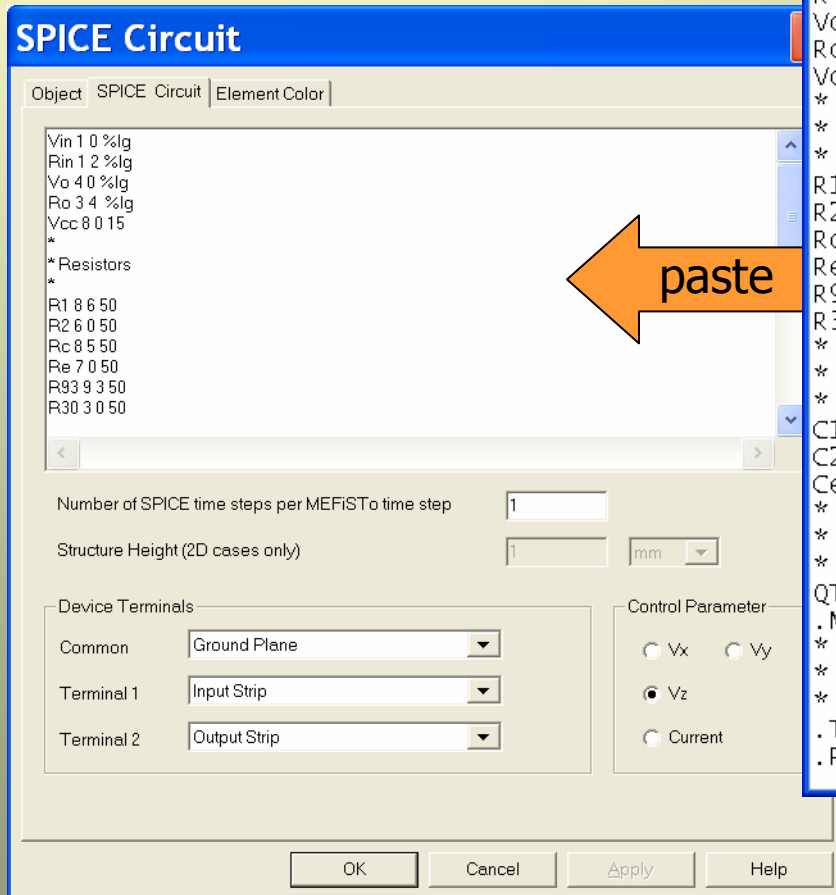 SPICE Circuit
Object SPICE Circuit Element Color
Vin 1 0 %lg
Rin 1 2 %lg
Vo 4 0 %lg
Ro 3 4 %lg
Vcc 8 0 15
*
* Resistors
*
R1 8 6 50
R2 6 0 50
Rc 8 5 50
Re 7 0 50
R93 9 3 50
R30 3 0 50
paste
Number of SPICE time steps per MEFiSTo time step 1
Structure Height (2D cases only) 1 mm
Device Terminals
Common Ground Plane
Terminal 1 Input Strip
Terminal 2 Output Strip
Control Parameter
Vx Vy
Vz
Current
OK Cancel Apply Help
*
*
*
*
*
*
*
*
*
*
*
*